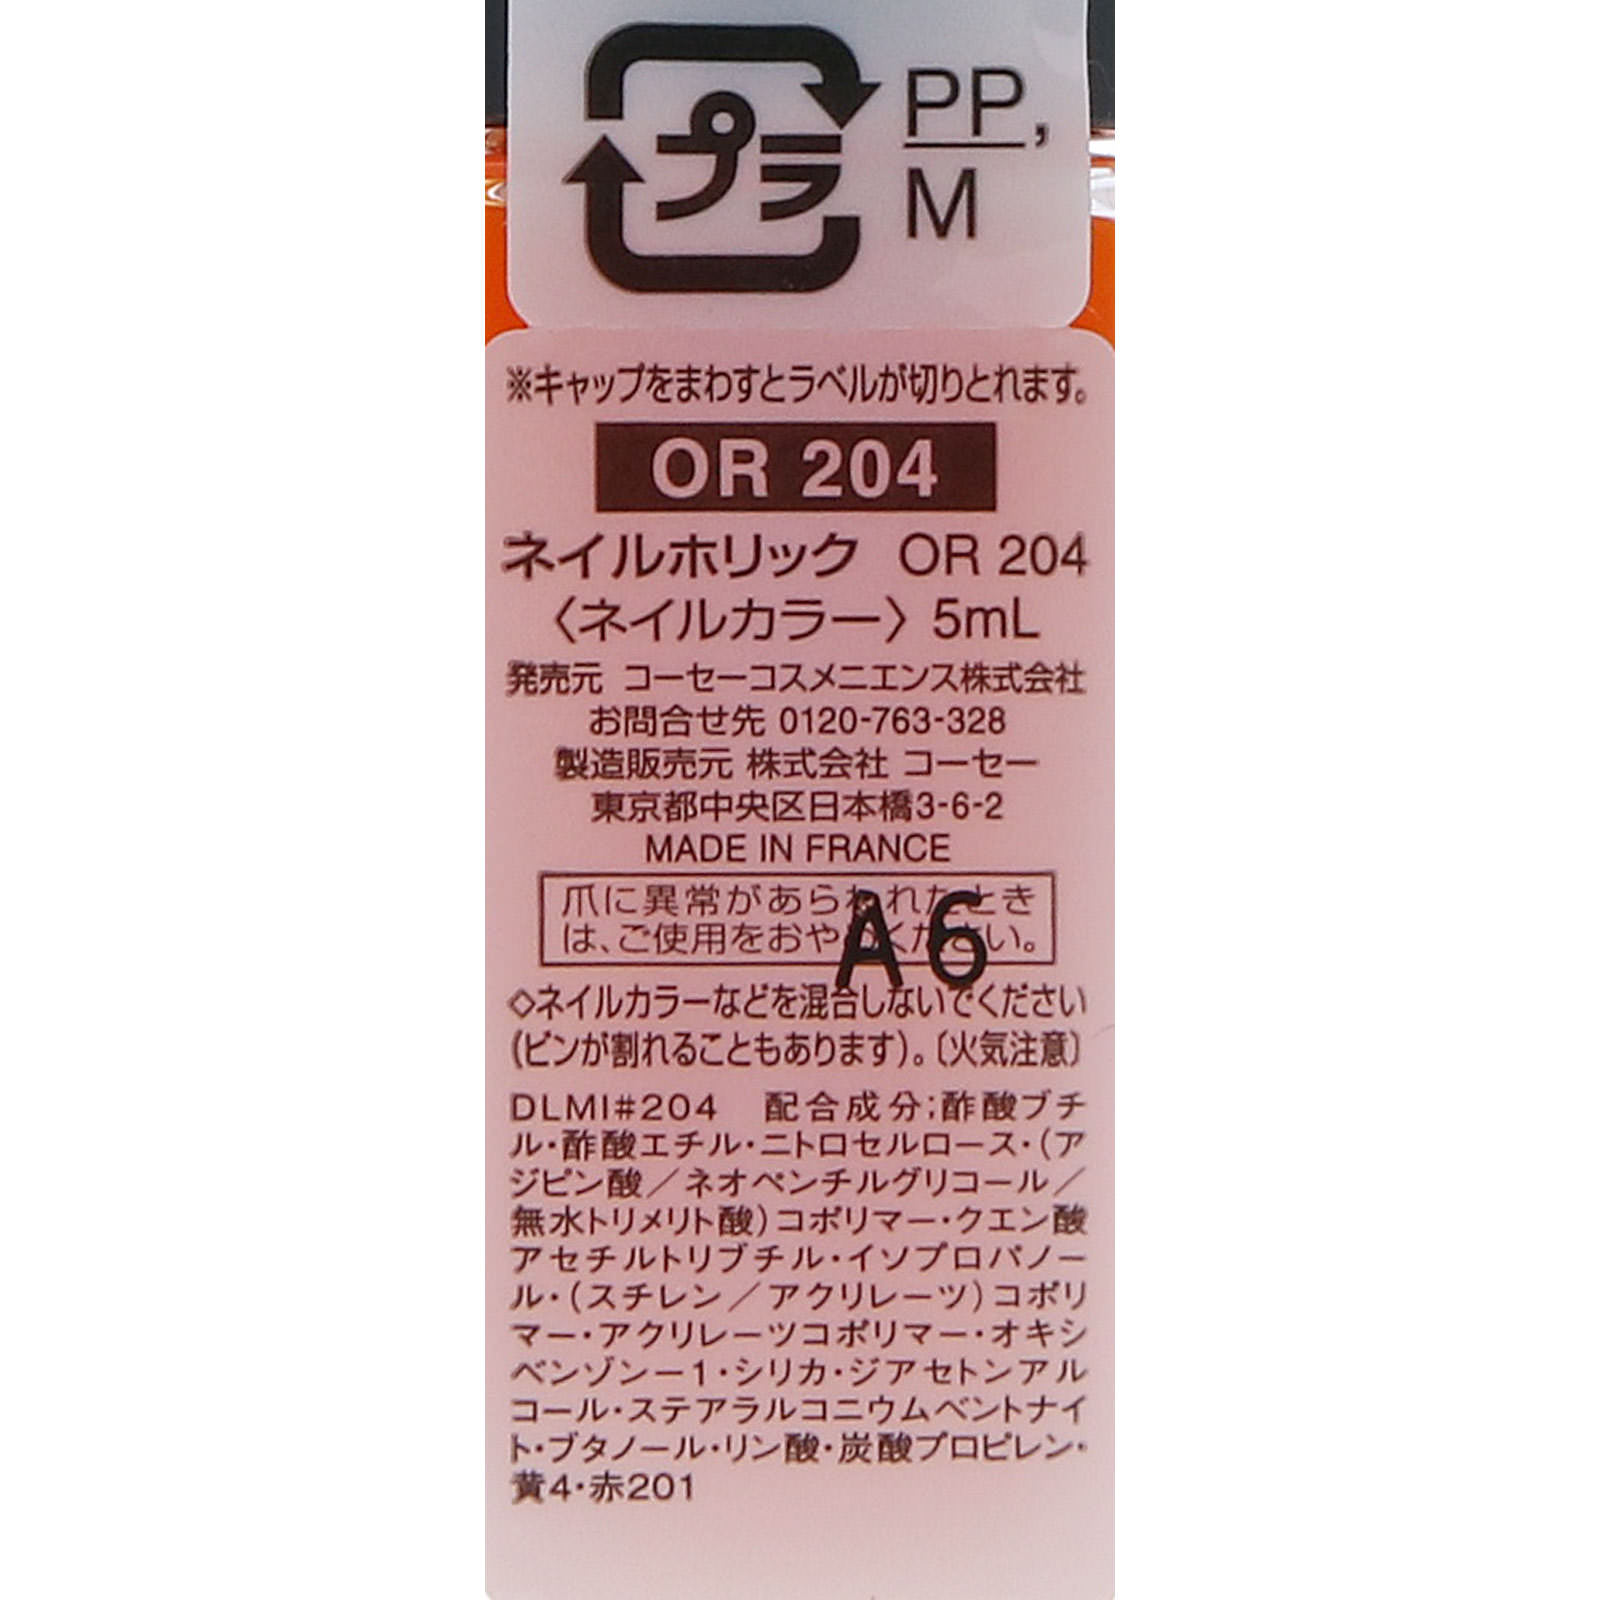 プラ
PP,
M
※キャップをまわすとラベルが切りとれます。
OR 204
ネイルホリック OR 204
〈ネイルカラー〉5mL
発売元 コーセーコスメニエンス株式会社
お問合せ先 0120-763-328
製造販売元 株式会社 コーセー
東京都中央区日本橋3-6-2
MADE IN FRANCE
爪に異常があらわれたとき
は、ご使用をおやめください。
A6
◇ネイルカラーなどを混合しないでください
(ビンが割れることもあります)。〔火気注意〕
DLMI#204 配合成分;酢酸ブチ
ル・酢酸エチル・ニトロセルロース・(ア
ジピン酸/ネオペンチルグリコール/
無水トリメリト酸)コポリマー・クエン酸
アセチルトリブチル・イソプロパノー
ル・(スチレン/アクリレーツ)コポリ
マー・アクリレーツコポリマー・オキシ
ベンゾン-1・シリカ・ジアセトンアル
コール・ステアラルコニウムベントナイ
ト・ブタノール・リン酸・炭酸プロピレン・
黄4・赤201